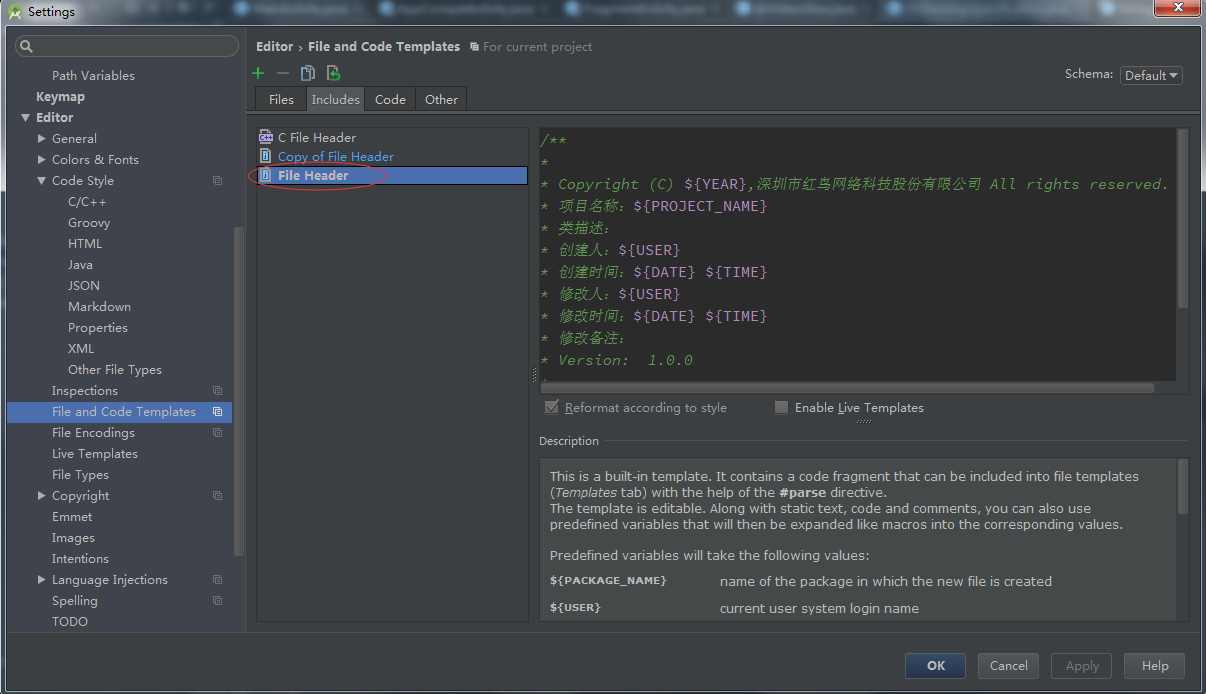 Settings
Path Variables
Keymap
Editor
General
Colors & Fonts
Code Style
C/C++
Groovy
HTML
Java
JSON
Markdown
Properties
XML
Other File Types
Inspections
File and Code Templates
File Encodings
Live Templates
File Types
Copyright
Emmet
Images
Intentions
Language Injections
Spelling
TODO
Editor › File and Code Templates For current project
Schema: Default
Files Includes Code Other
C File Header
Copy of File Header
File Header
/**
*
* Copyright (C) ${YEAR},深圳市红鸟网络科技股份有限公司 All rights reserved.
* 项目名称：${PROJECT_NAME}
* 类描述：
* 创建人：${USER}
* 创建时间：${DATE} ${TIME}
* 修改人：${USER}
* 修改时间：${DATE} ${TIME}
* 修改备注：
* Version:  1.0.0
Reformat according to style Enable Live Templates
Description
This is a built-in template. It contains a code fragment that can be included into file templates
(Templates tab) with the help of the #parse directive.
The template is editable. Along with static text, code and comments, you can also use
predefined variables that will then be expanded like macros into the corresponding values.
Predefined variables will take the following values:
${PACKAGE_NAME} name of the package in which the new file is created
${USER} current user system login name
OK Cancel Apply Help